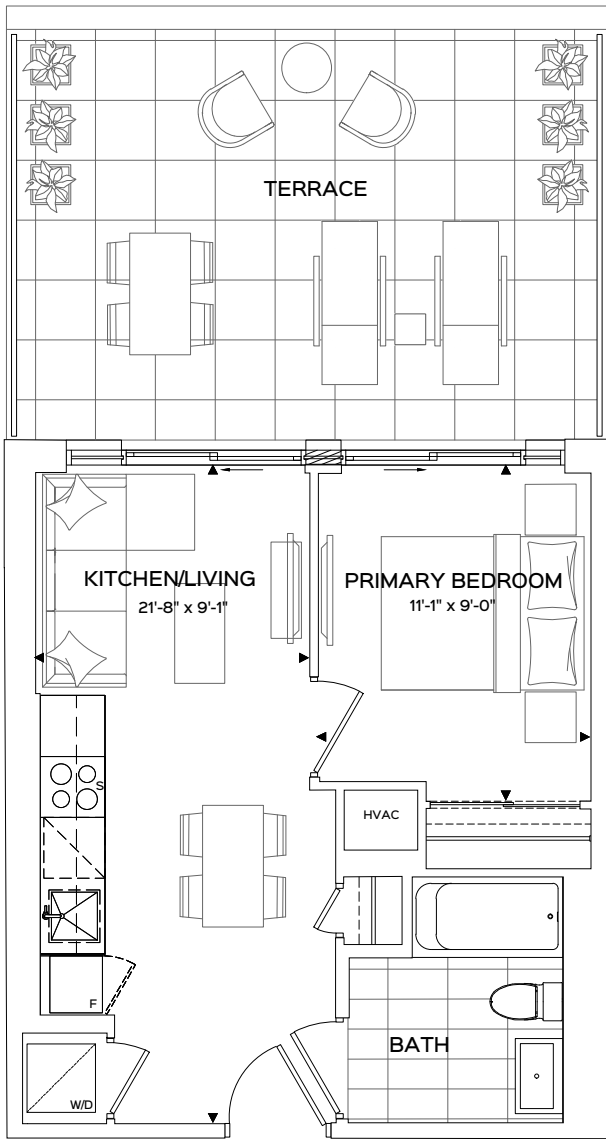 TERRACE
KITCHEN/LIVING
21'-8" x 9'-1"
PRIMARY BEDROOM
11'-1" x 9'-0"
S
HVAC
F
BATH
W/D